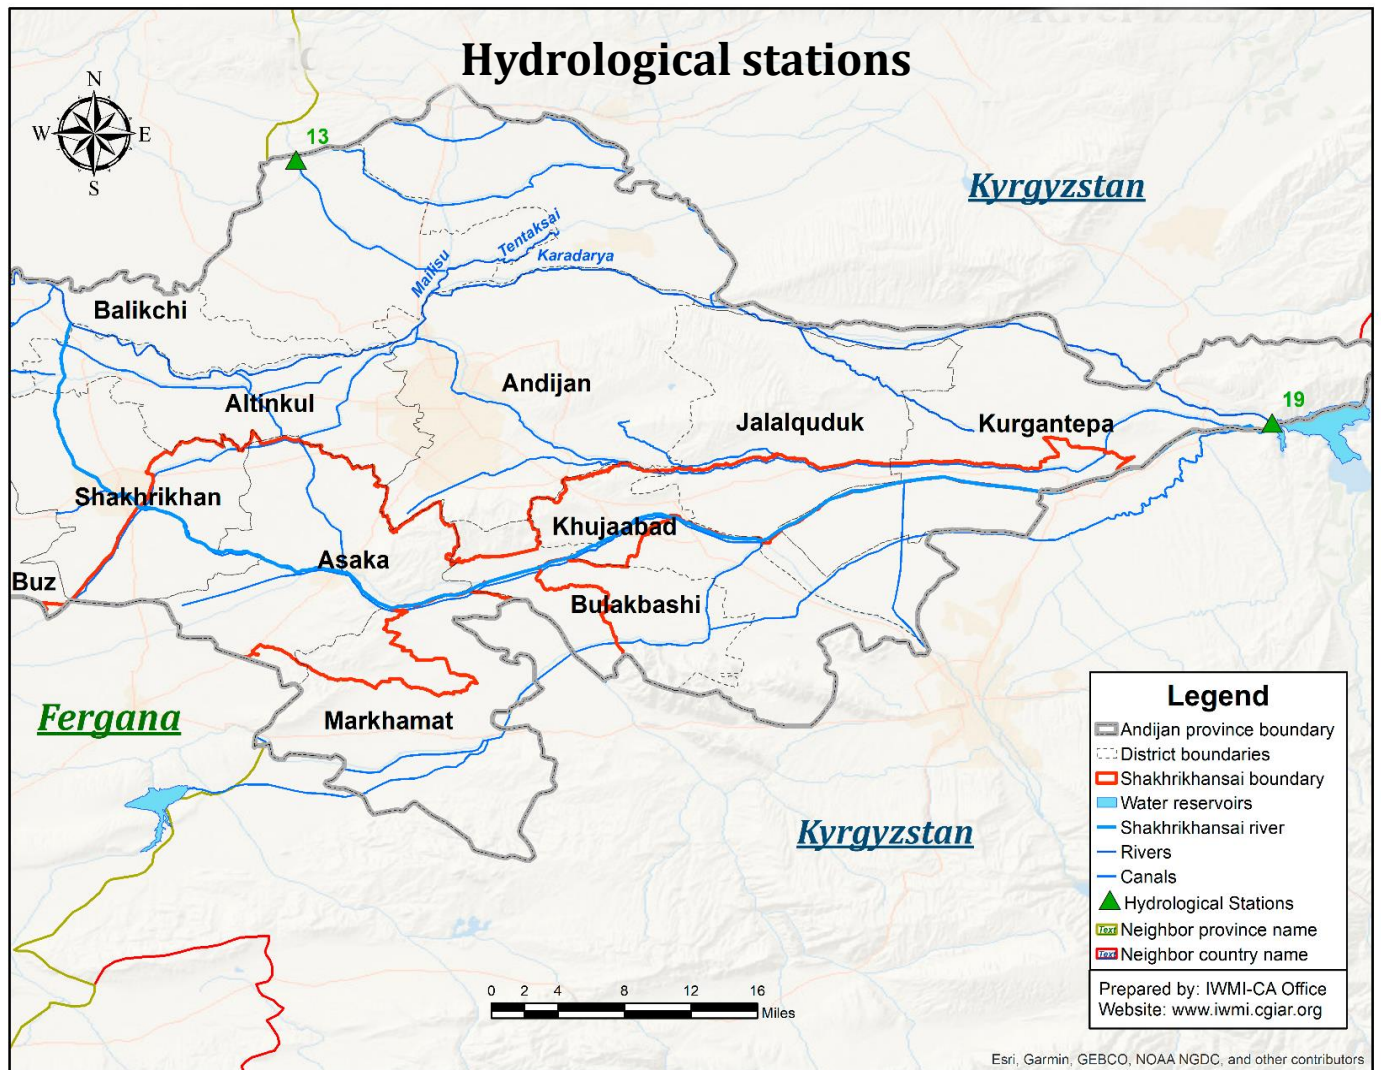 Hydrological stations
N
W E
S
13
Kyrgyzstan
Tentaksai
Karadarya
Mailisu
Balikchi
Andijan
19
Altinkul
Jalalquduk
Kurgantepa
Shakhrikhan
Khujaabad
Asaka
Buz
Bulakbashi
Fergana
Markhamat
Kyrgyzstan
Legend
Andijan province boundary
District boundaries
Shakhrikhansai boundary
Water reservoirs
Shakhrikhansai river
Rivers
Canals
Hydrological Stations
Text Neighbor province name
Text Neighbor country name
Prepared by: IWMI-CA Office
Website: www.iwmi.cgiar.org
0 2 4 8 12 16
Miles
Esri, Garmin, GEBCO, NOAA NGDC, and other contributors